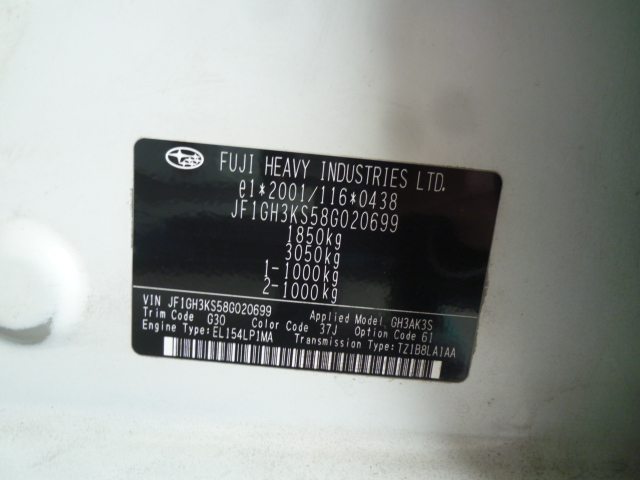 FUJI HEAVY INDUSTRIES LTD.
e1*2001/116*0438
JF1GH3KS58G020699
1850kg
3050kg
1-1000kg
2-1000kg
VIN JF1GH3KS58G020699 Applied Model GH3AK3S
Trim Code G30 Color Code 37J Option Code 61
Engine Type: EL154LP1MA Transmission Type: TZ1B8LA1AA